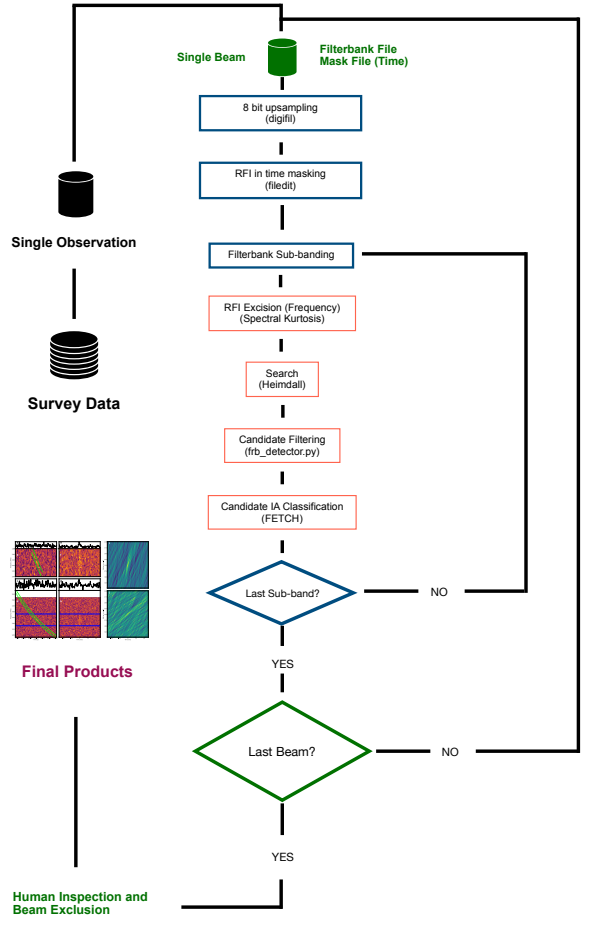 Single Beam
Filterbank File
Mask File (Time)
8 bit upsampling
(digifil)
RFI in time masking
(filedit)
Single Observation
Filterbank Sub-banding
RFI Excision (Frequency)
(Spectral Kurtosis)
Search
(Heimdall)
Survey Data
Candidate Filtering
(frb_detector.py)
Candidate IA Classification
(FETCH)
Last Sub-band?
NO
Final Products
YES
Last Beam?
NO
YES
Human Inspection and
Beam Exclusion